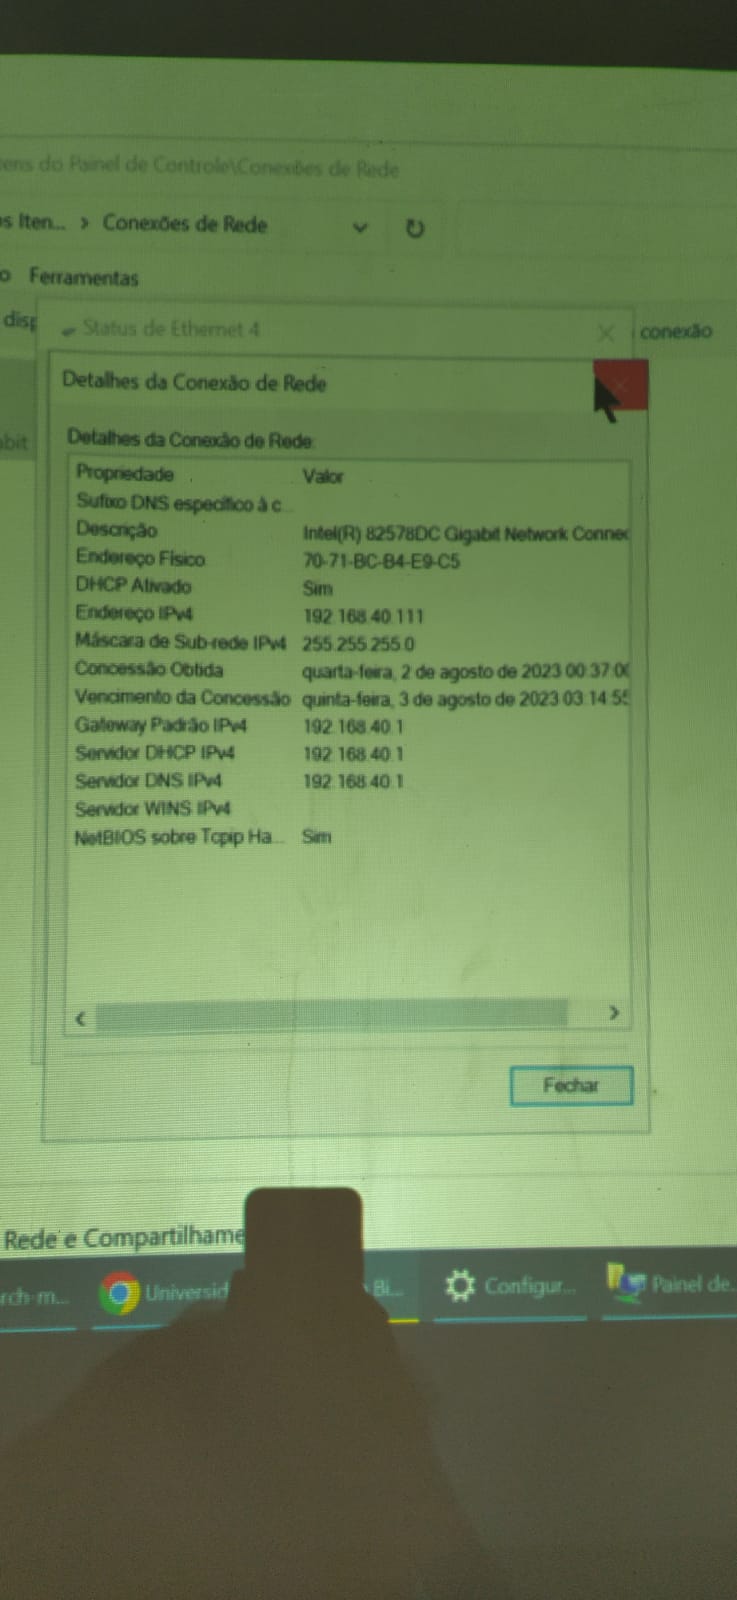 ens do Painel de Controle\Conexões de Rede
s Iten... > Conexões de Rede
o Ferramentas
disp
Status de Ethernet 4
conexão
Detalhes da Conexão de Rede
abit
Detalhes da Conexão de Rede:
Propriedade Valor
Sufixo DNS específico à c...
Descrição Intel(R) 82578DC Gigabit Network Connec
Endereço Físico 70-71-BC-B4-E9-C5
DHCP Ativado Sim
Endereço IPv4 192.168.40.111
Máscara de Sub-rede IPv4 255.255.255.0
Concessão Obtida quarta-feira, 2 de agosto de 2023 00:37:0
Vencimento da Concessão quinta-feira, 3 de agosto de 2023 03:14:55
Gateway Padrão IPv4 192.168.40.1
Servidor DHCP IPv4 192.168.40.1
Servidor DNS IPv4 192.168.40.1
Servidor WINS IPv4
NetBIOS sobre Tcpip Ha... Sim
Fechar
Rede e Compartilhame
rch-m... Universid Bi... Configur... Painel de...